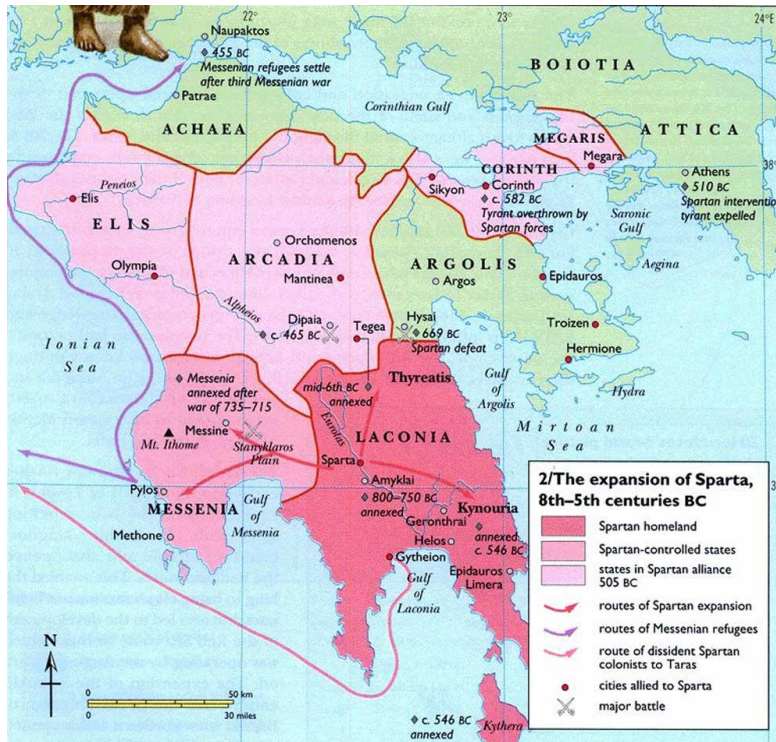 22°
23°
24°E
Naupaktos
455 BC
Messenian refugees settle
after third Messenian war
Patrae
BOIOTIA
Corinthian Gulf
ACHAEA
ATTICA
MEGARIS
Megara
38°
CORINTH
Corinth
Sikyon
c. 582 BC
Tyrant overthrown by
Spartan forces
Athens
510 BC
Spartan interventio
tyrant expelled
Peneios
Elis
ELIS
Saronic
Gulf
Aegina
Orchomenos
ARCADIA
Mantinea
ARGOLIS
Argos
Epidauros
Olympia
Alpheios
Dipaia
c. 465 BC
Tegea
Hysai
669 BC
Spartan defeat
Troizen
Hermione
Ionian
Sea
Hydra
Gulf
of
Argolis
Mirtoan
Sea
Messenia
annexed after
war of 735–715
mid-6th BC
annexed
Thyreatis
Messine
Mt. Ithome
Stanyklaros
Plain
Eurotas
LACONIA
Sparta
Amyklai
800–750 BC
annexed
Kynouria
annexed
c. 546 BC
Geronthrai
Helos
Pylos
MESSENIA
Gulf
of
Messenia
Methone
Gytheion
Gulf
of
Laconia
Epidauros
Limera
3
c. 546 BC
annexed
Kythera
N
0
50 km
0
30 miles
2/The expansion of Sparta,
8th–5th centuries BC
Spartan homeland
Spartan-controlled states
states in Spartan alliance
505 BC
routes of Spartan expansion
routes of Messenian refugees
route of dissident Spartan
colonists to Taras
cities allied to Sparta
major battle